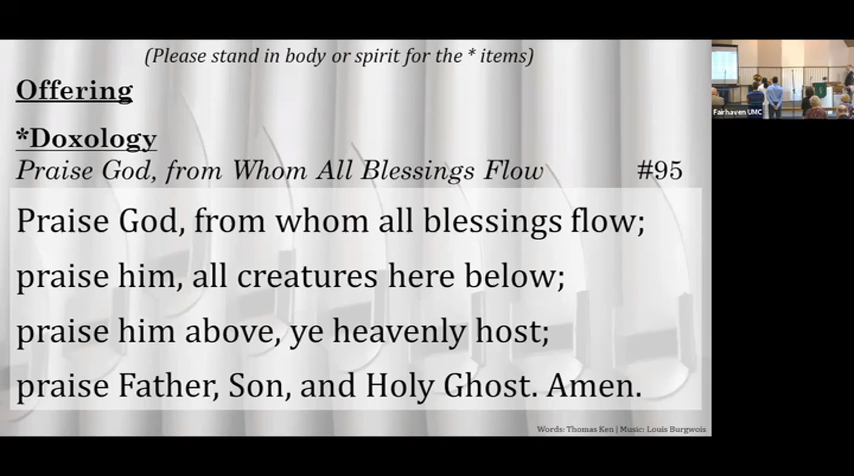 (Please stand in body or spirit for the * items)
Offering
*Doxology
Praise God, from Whom All Blessings Flow #95
Praise God, from whom all blessings flow;
praise him, all creatures here below;
praise him above, ye heavenly host;
praise Father, Son, and Holy Ghost. Amen.
Words: Thomas Ken | Music: Louis Burgwois
Fairhaven UMC